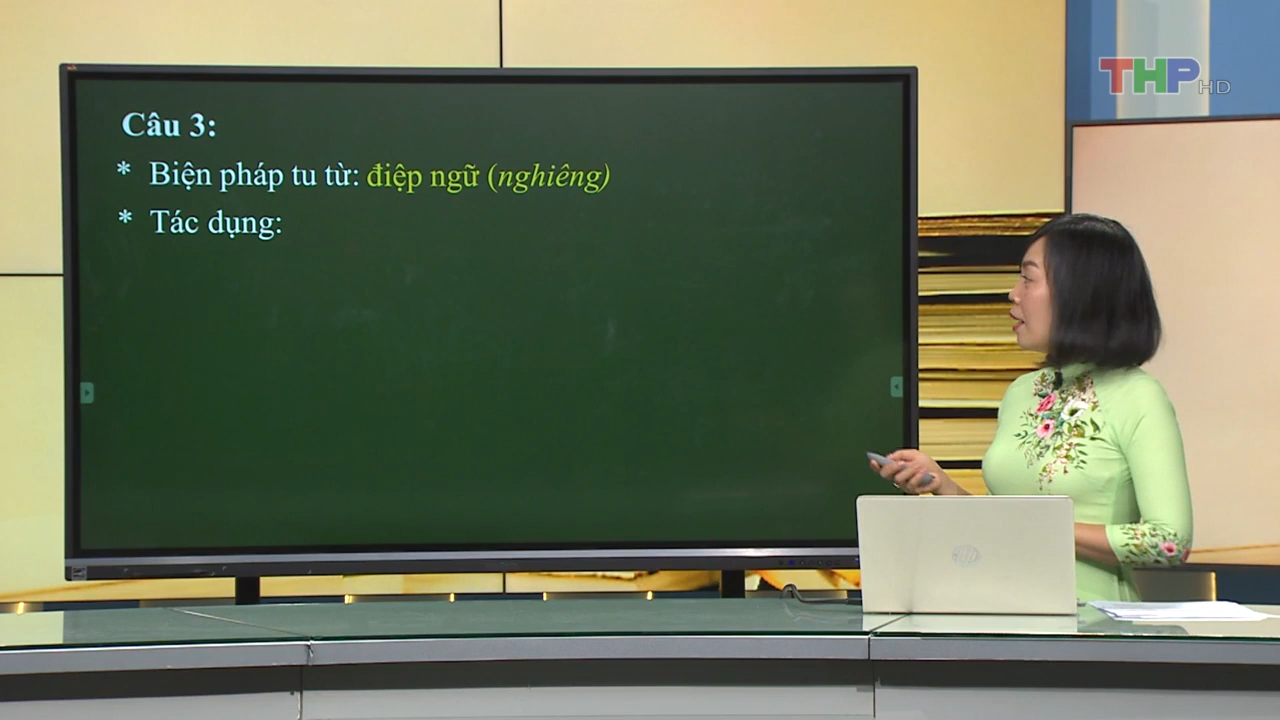 THP HD
Câu 3:
* Biện pháp tu từ: điệp ngữ (nghiêng)
* Tác dụng: